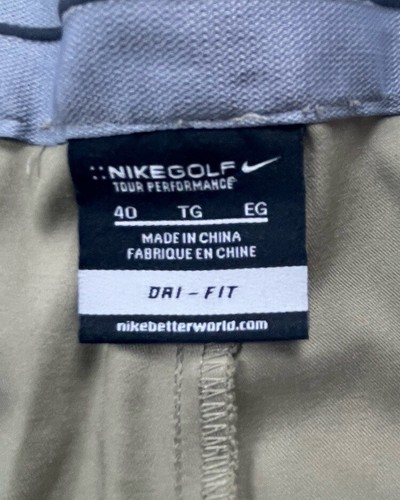 NIKEGOLF
TOUR PERFORMANCE
40 TG EG
MADE IN CHINA
FABRIQUE EN CHINE
DRI-FIT
nikebetterworld.com